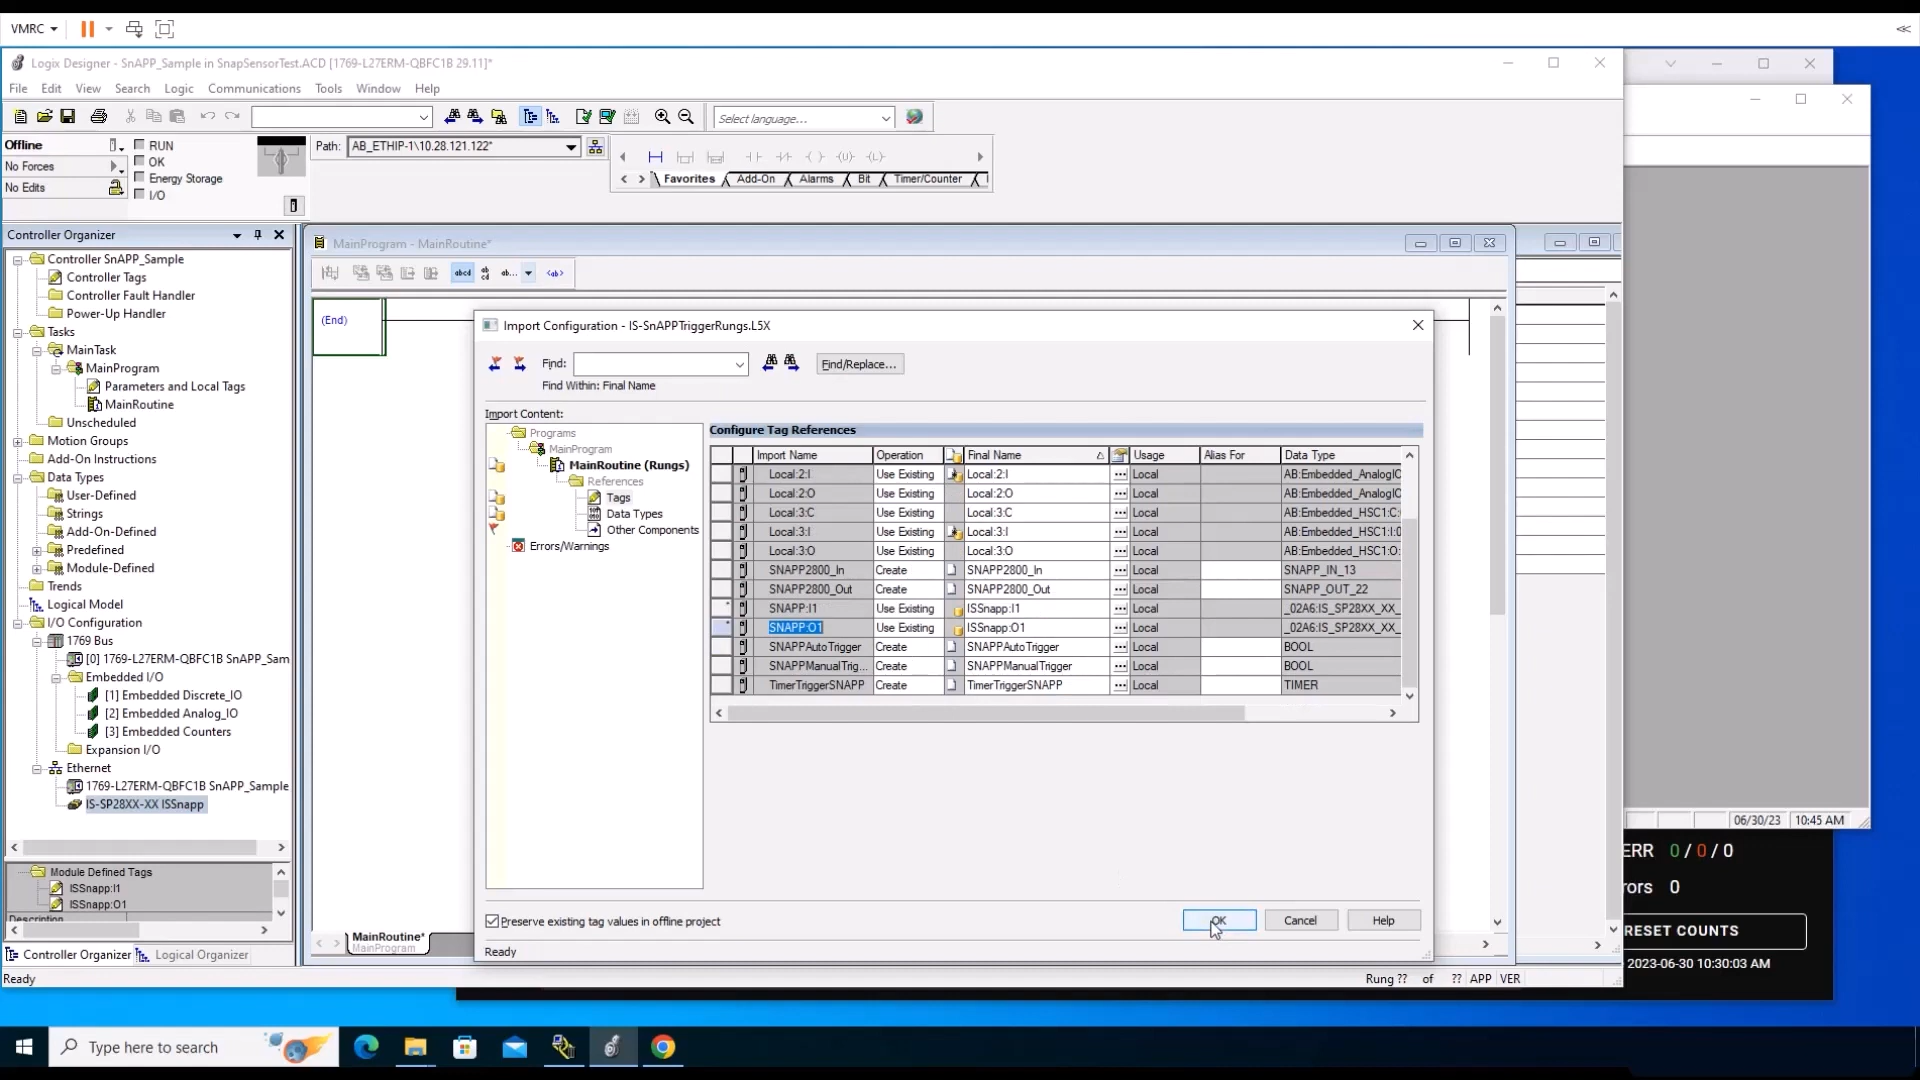 VMRC
Logix Designer - SnAPP_Sample in SnapSensorTest.ACD [1769-L27ERM-QBFC1B 29.11]*
File Edit View Search Logic Communications Tools Window Help
Select language...
Offline
RUN
No Forces
OK
No Edits
Energy Storage
I/O
Path: AB_ETHIP-1\10.28.121.122*
Favorites Add-On Alarms Bit Timer/Counter
Controller Organizer
Controller SnAPP_Sample
Controller Tags
Controller Fault Handler
Power-Up Handler
Tasks
MainTask
MainProgram
Parameters and Local Tags
MainRoutine
Unscheduled
Motion Groups
Add-On Instructions
Data Types
User-Defined
Strings
Add-On-Defined
Predefined
Module-Defined
Trends
Logical Model
I/O Configuration
1769 Bus
[0] 1769-L27ERM-QBFC1B SnAPP_Sam
Embedded I/O
[1] Embedded Discrete_IO
[2] Embedded Analog_IO
[3] Embedded Counters
Expansion I/O
Ethernet
1769-L27ERM-QBFC1B SnAPP_Sample
IS-SP28XX-XX ISSnapp
Module Defined Tags
ISSnapp:I1
ISSnapp:O1
Description
Controller Organizer Logical Organizer
Ready
MainProgram - MainRoutine*
(End)
MainRoutine*
MainProgram
Import Configuration - IS-SnAPPTriggerRungs.L5X
Find:
Find/Replace...
Find Within: Final Name
Import Content:
Programs
MainProgram
MainRoutine (Rungs)
References
Tags
Data Types
Other Components
Errors/Warnings
Configure Tag References
Import Name Operation Final Name Usage Alias For Data Type
Local:2:I Use Existing Local:2:I Local AB:Embedded_AnalogIO
Local:2:O Use Existing Local:2:O Local AB:Embedded_AnalogIO
Local:3:C Use Existing Local:3:C Local AB:Embedded_HSC1:C:
Local:3:I Use Existing Local:3:I Local AB:Embedded_HSC1:I:0
Local:3:O Use Existing Local:3:O Local AB:Embedded_HSC1:O:
SNAPP2800_In Create SNAPP2800_In Local SNAPP_IN_13
SNAPP2800_Out Create SNAPP2800_Out Local SNAPP_OUT_22
SNAPP:I1 Use Existing ISSnapp:I1 Local _02A6:IS_SP28XX_XX_
SNAPP:O1 Use Existing ISSnapp:O1 Local _02A6:IS_SP28XX_XX_
SNAPPAutoTrigger Create SNAPPAutoTrigger Local BOOL
SNAPPManualTrig... Create SNAPPManualTrigger Local BOOL
TimerTriggerSNAPP Create TimerTriggerSNAPP Local TIMER
Preserve existing tag values in offline project
OK Cancel Help
Ready
Rung ?? of ?? APP VER
06/30/23 10:45 AM
ERR 0 / 0 / 0
rors 0
RESET COUNTS
2023-06-30 10:30:03 AM
Type here to search